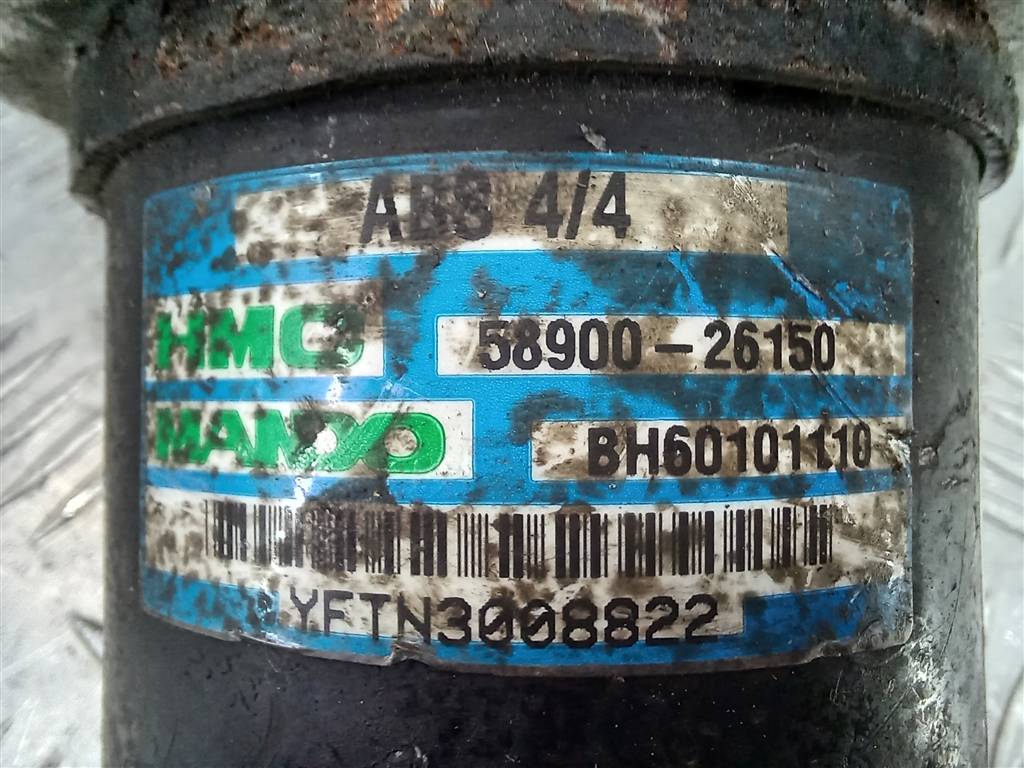 ABS 4/4
HMC 58900-26150
MANDO BH60101110
YFTN3008822